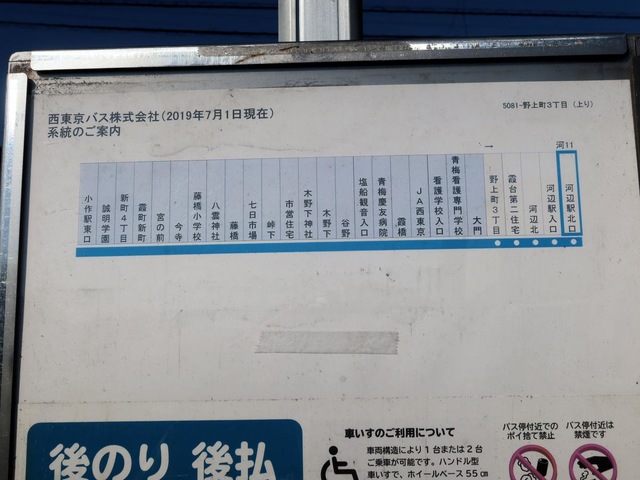 西東京バス株式会社(2019年7月1日現在)
系統のご案内
5081-野上町3丁目(上り)
→
河11
小作駅東口
誠明学園
新町4丁目
霞町新町
宮の前
今寺
藤橋小学校
八雲神社
藤橋
七日市場
峠下
市営住宅
木野下神社
木野下
谷野
塩船観音入口
青梅慶友病院
霞橋
JA西東京
看護学校入口
青梅看護専門学校
大門
野上町3丁目
霞台第二住宅
河辺北
河辺駅入口
河辺駅北口
後のり 後払
車いすのご利用について
車両構造により1台または2台
ご乗車が可能です。ハンドル型
車いすで、ホイールベース55cm
バス停付近での
ポイ捨て禁止
バス停付近は
禁煙です